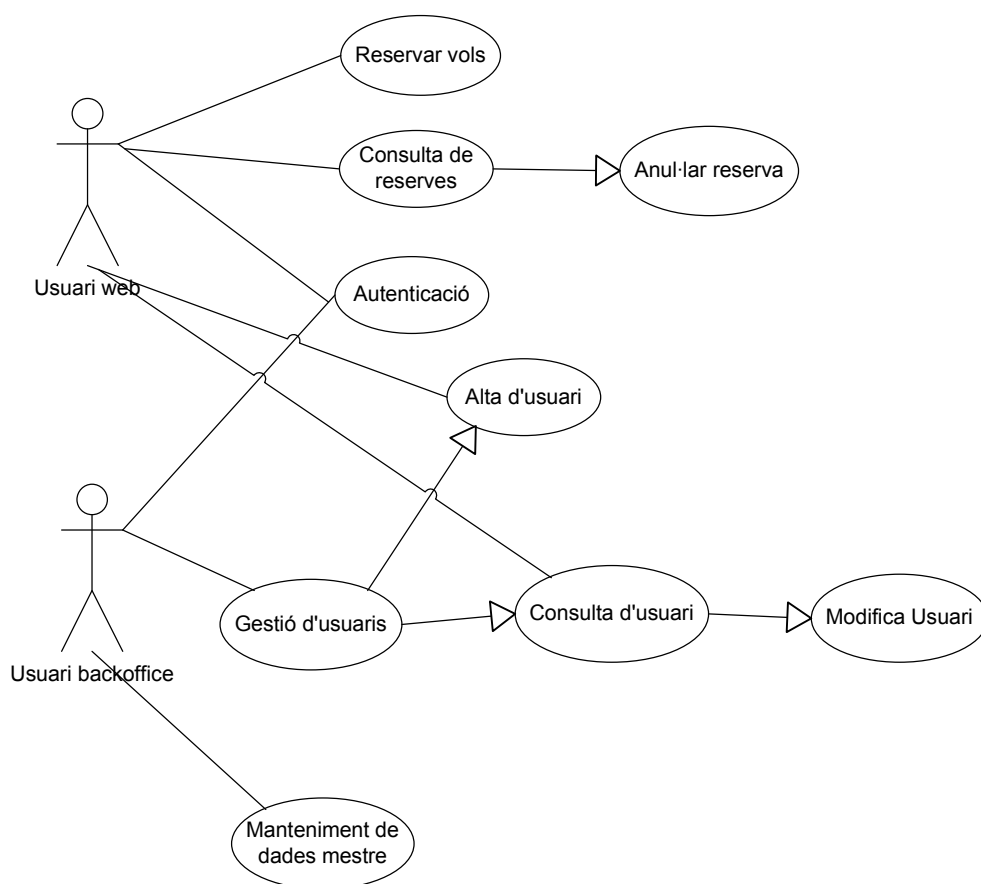 Reservar vols
Consulta de
reserves
Anul·lar reserva
Usuari web
Autenticació
Alta d'usuari
Gestió d'usuaris
Consulta d'usuari
Modifica Usuari
Usuari backoffice
Manteniment de
dades mestre